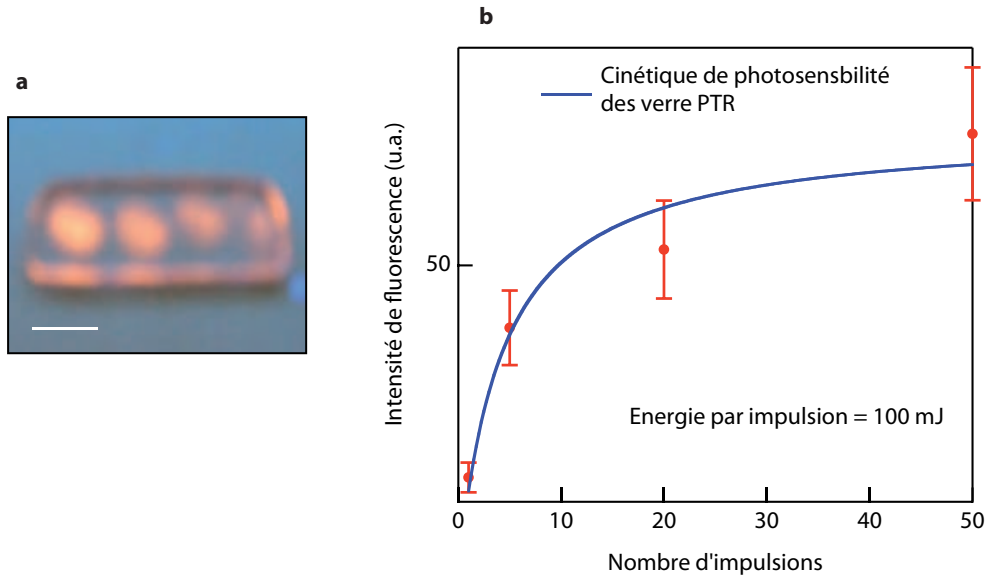 a
b
Cinétique de photosensbilité
des verre PTR
Intensité de fluorescence (u.a.)
50
Energie par impulsion = 100 mJ
0 10 20 30 40 50
Nombre d'impulsions